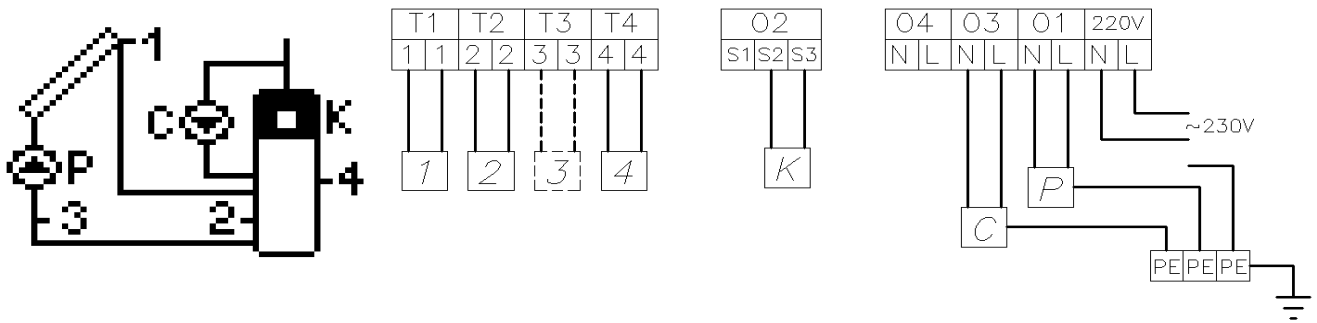 1
C
K
P
4
3
2
T1 T2 T3 T4
1 1 2 2 3 3 4 4
1 2 3 4
O2
S1 S2 S3
K
O4 O3 O1 220V
N L N L N L N L
~230V
P
C
PE PE PE